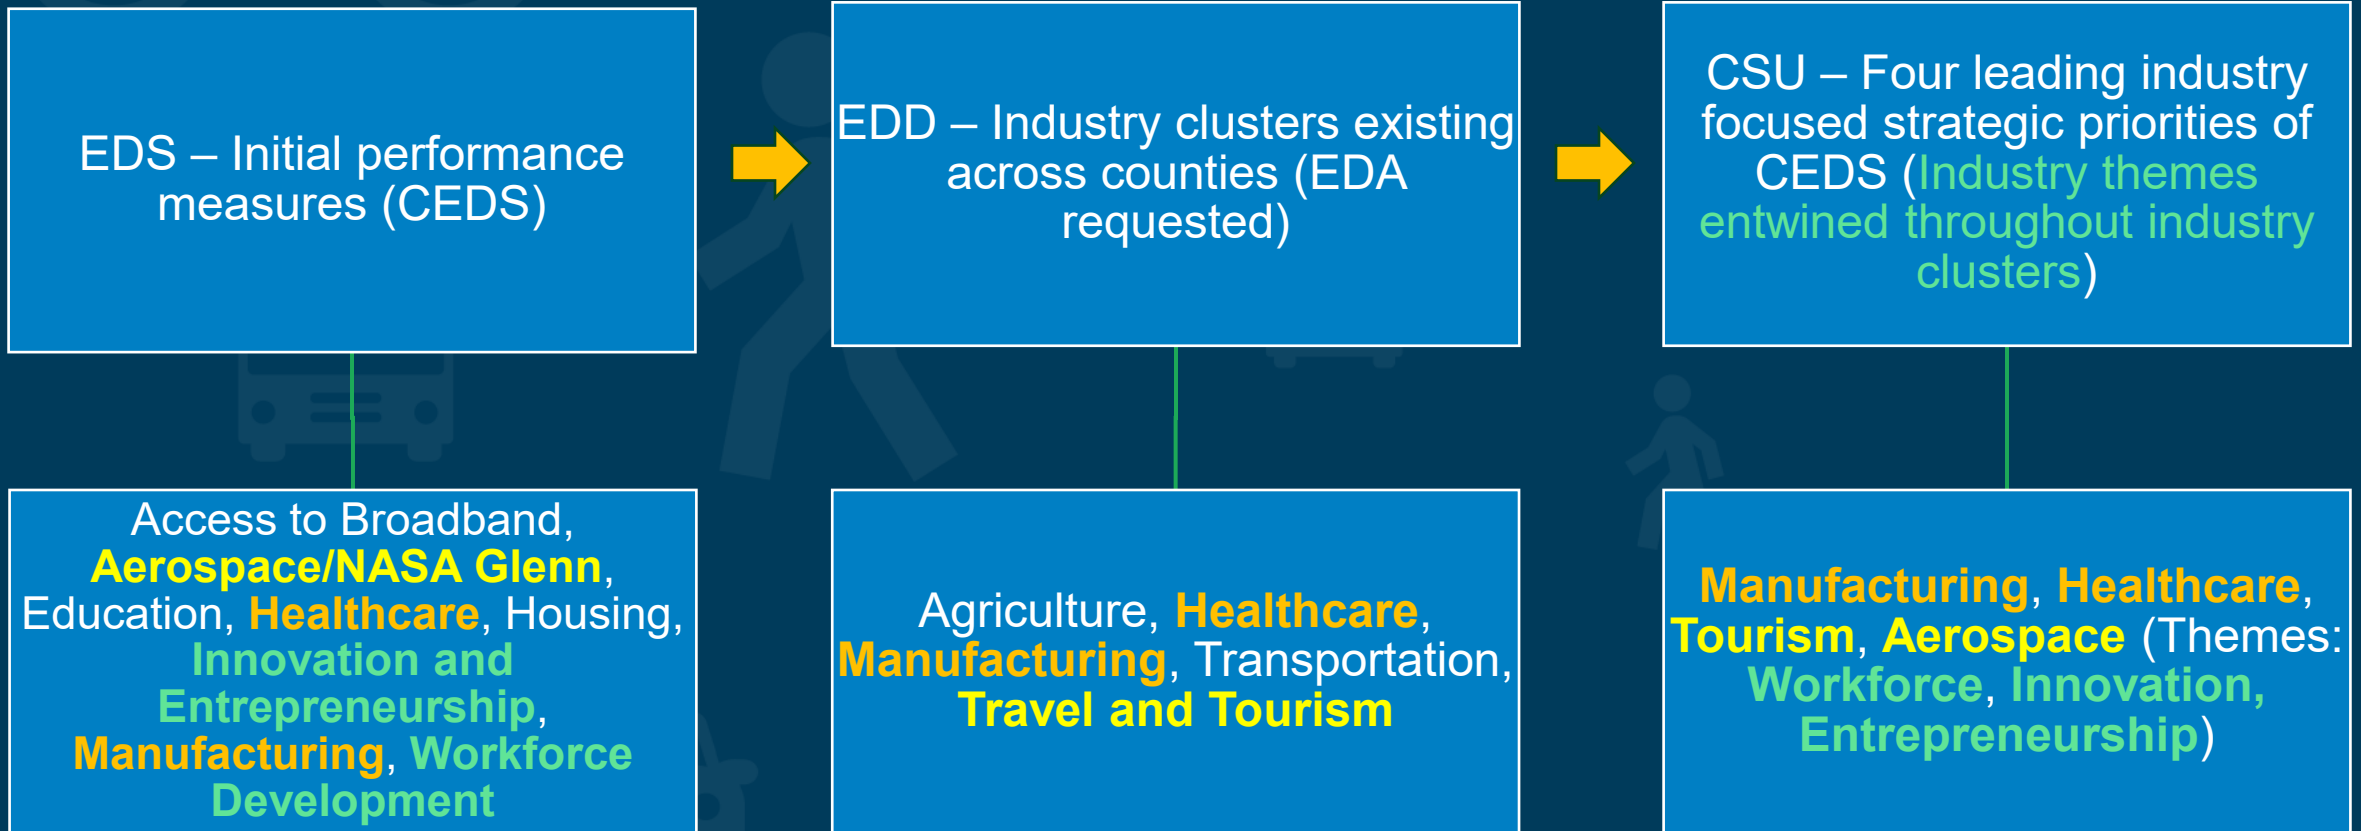 EDS – Initial performance
measures (CEDS)
EDD – Industry clusters existing
across counties (EDA
requested)
CSU – Four leading industry
focused strategic priorities of
CEDS (Industry themes
entwined throughout industry
clusters)
Access to Broadband,
Aerospace/NASA Glenn,
Education, Healthcare, Housing,
Innovation and
Entrepreneurship,
Manufacturing, Workforce
Development
Agriculture, Healthcare,
Manufacturing, Transportation,
Travel and Tourism
Manufacturing, Healthcare,
Tourism, Aerospace (Themes:
Workforce, Innovation,
Entrepreneurship)